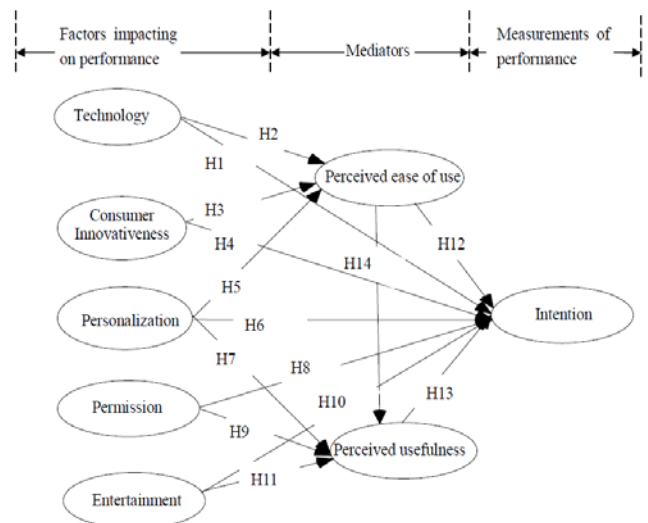 Factors impacting
on performance
Mediators
Measurements of
performance
Technology
H2
H1
Perceived ease of use
Consumer
Innovativeness
H3
H4
H12
H14
H5
Personalization
H6
Intention
H7
H8
H10
H13
Permission
H9
Perceived usefulness
H11
Entertainment